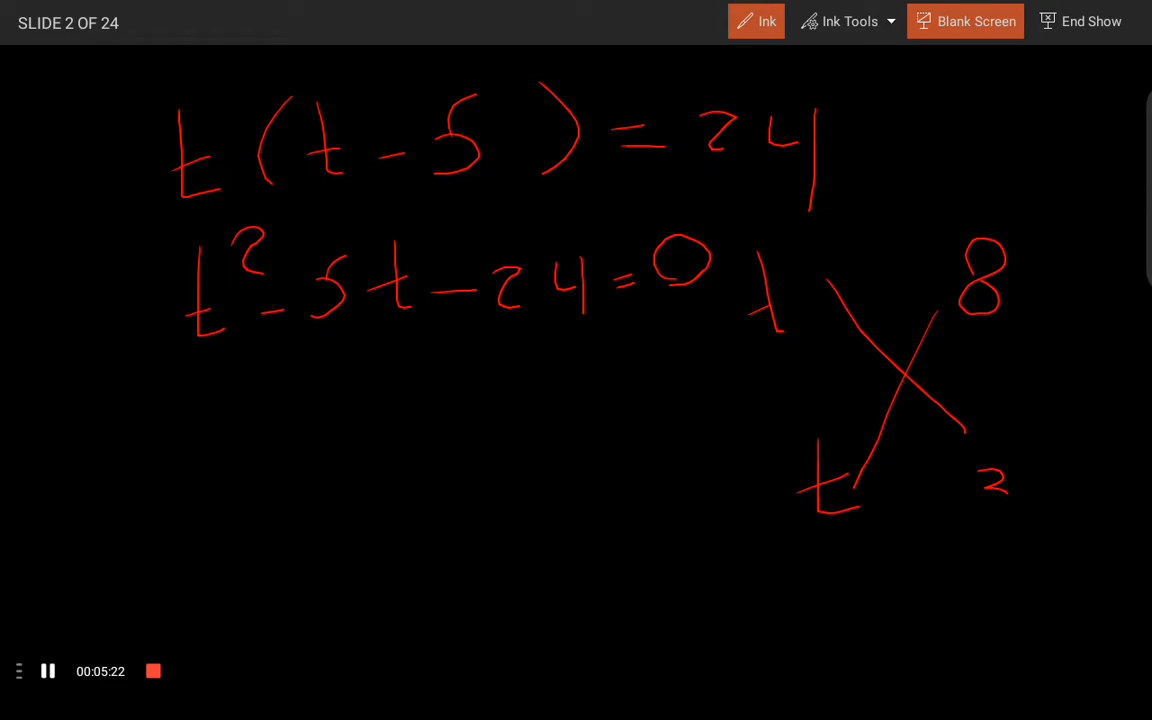 SLIDE 2 OF 24
Ink
Ink Tools
Blank Screen
End Show
t(t-5)=24
t²-5t-24=0
t 8
t 3
00:05:22